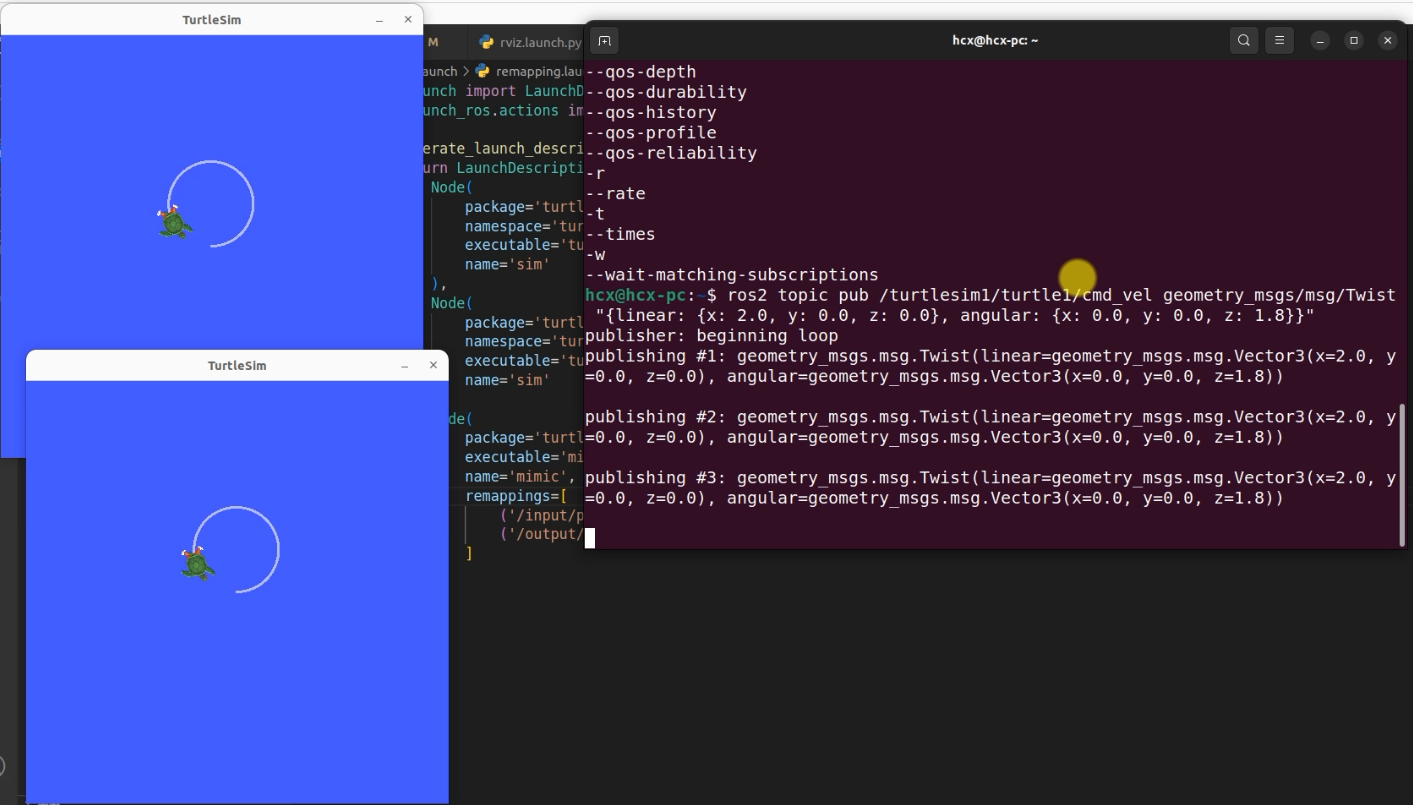 TurtleSim
M
rviz.launch.py
hcx@hcx-pc: ~
aunch > remapping.lau
unch import LaunchD
unch_ros.actions im
erate_launch_descri
urn LaunchDescripti
Node(
package='turtl
namespace='tur
executable='tu
name='sim'
),
Node(
package='turtl
namespace='tur
executable='tu
name='sim'
de(
package='turtl
executable='mi
name='mimic',
remappings=[
('/input/p
('/output/
]
TurtleSim
--qos-depth
--qos-durability
--qos-history
--qos-profile
--qos-reliability
-r
--rate
-t
--times
-w
--wait-matching-subscriptions
hcx@hcx-pc:~$ ros2 topic pub /turtlesim1/turtle1/cmd_vel geometry_msgs/msg/Twist
"{linear: {x: 2.0, y: 0.0, z: 0.0}, angular: {x: 0.0, y: 0.0, z: 1.8}}"
publisher: beginning loop
publishing #1: geometry_msgs.msg.Twist(linear=geometry_msgs.msg.Vector3(x=2.0, y
=0.0, z=0.0), angular=geometry_msgs.msg.Vector3(x=0.0, y=0.0, z=1.8))
publishing #2: geometry_msgs.msg.Twist(linear=geometry_msgs.msg.Vector3(x=2.0, y
=0.0, z=0.0), angular=geometry_msgs.msg.Vector3(x=0.0, y=0.0, z=1.8))
publishing #3: geometry_msgs.msg.Twist(linear=geometry_msgs.msg.Vector3(x=2.0, y
=0.0, z=0.0), angular=geometry_msgs.msg.Vector3(x=0.0, y=0.0, z=1.8))